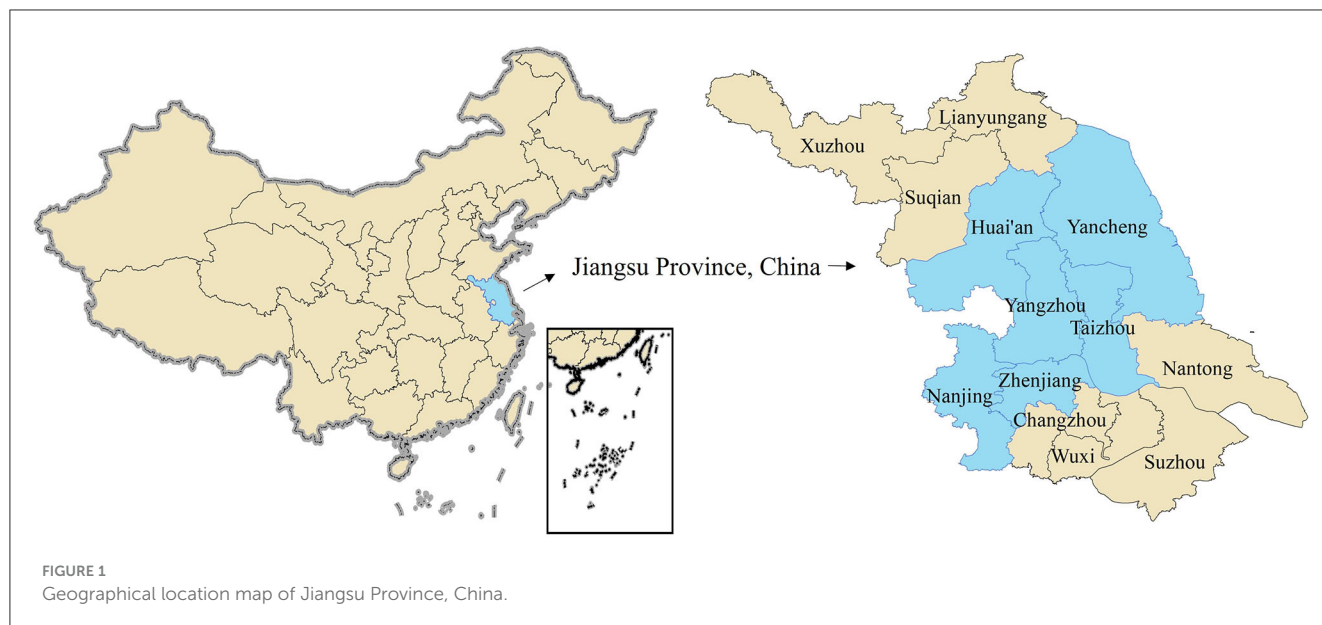 Lianyungang
Xuzhou
Suqian
Huai'an
Yancheng
Jiangsu Province, China
Yangzhou
Taizhou
Nantong
Zhenjiang
Nanjing
Changzhou
Wuxi
Suzhou
FIGURE 1
Geographical location map of Jiangsu Province, China.